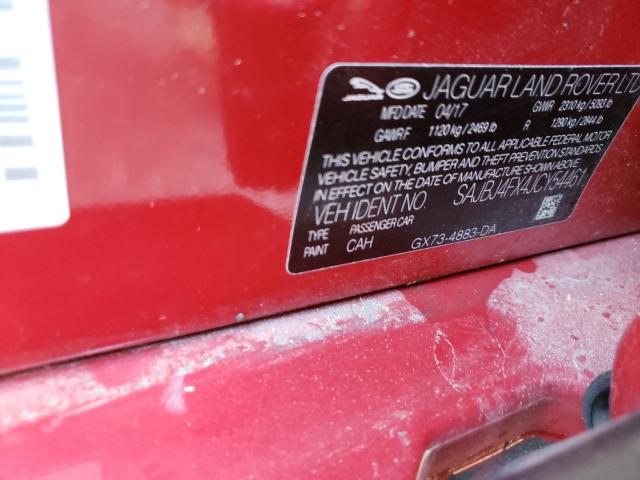 JAGUAR LAND ROVER LTD
MFD DATE 04/17 GVWR 2310 kg / 5093 lb
GAWR F 1120 kg / 2469 lb R 1290 kg / 2844 lb
THIS VEHICLE CONFORMS TO ALL APPLICABLE FEDERAL MOTOR
VEHICLE SAFETY, BUMPER AND THEFT PREVENTION STANDARDS
IN EFFECT ON THE DATE OF MANUFACTURE SHOWN ABOVE.
VEH IDENT NO. SAJBJ4FX4JCY54461
TYPE PASSENGER CAR
PAINT CAH GX73-4883-DA